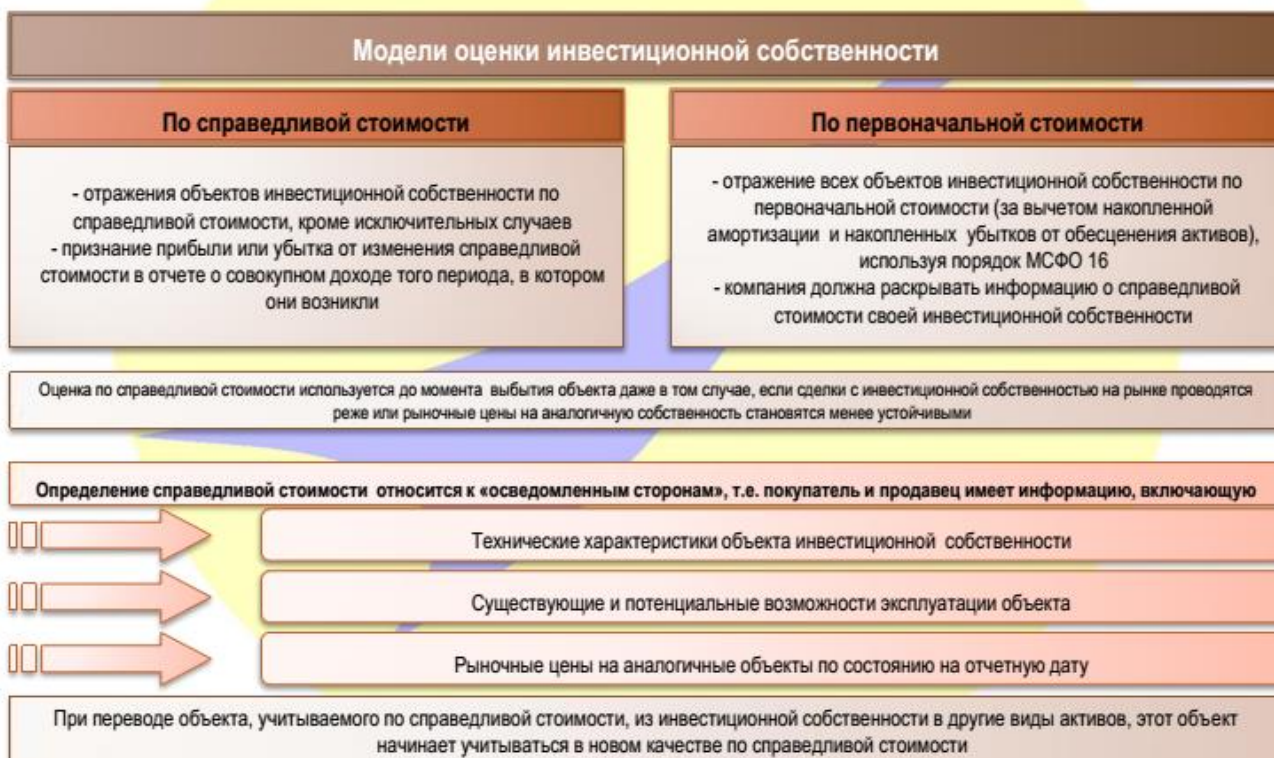 Модели оценки инвестиционной собственности
По справедливой стоимости
- отражения объектов инвестиционной собственности по
справедливой стоимости, кроме исключительных случаев
- признание прибыли или убытка от изменения справедливой
стоимости в отчете о совокупном доходе того периода, в котором
они возникли
По первоначальной стоимости
- отражение всех объектов инвестиционной собственности по
первоначальной стоимости (за вычетом накопленной
амортизации и накопленных убытков от обесценения активов),
используя порядок МСФО 16
- компания должна раскрывать информацию о справедливой
стоимости своей инвестиционной собственности
Оценка по справедливой стоимости используется до момента выбытия объекта даже в том случае, если сделки с инвестиционной собственностью на рынке проводятся
реже или рыночные цены на аналогичную собственность становятся менее устойчивыми
Определение справедливой стоимости относится к «осведомленным сторонам», т.е. покупатель и продавец имеет информацию, включающую
Технические характеристики объекта инвестиционной собственности
Существующие и потенциальные возможности эксплуатации объекта
Рыночные цены на аналогичные объекты по состоянию на отчетную дату
При переводе объекта, учитываемого по справедливой стоимости, из инвестиционной собственности в другие виды активов, этот объект
начинает учитываться в новом качестве по справедливой стоимости